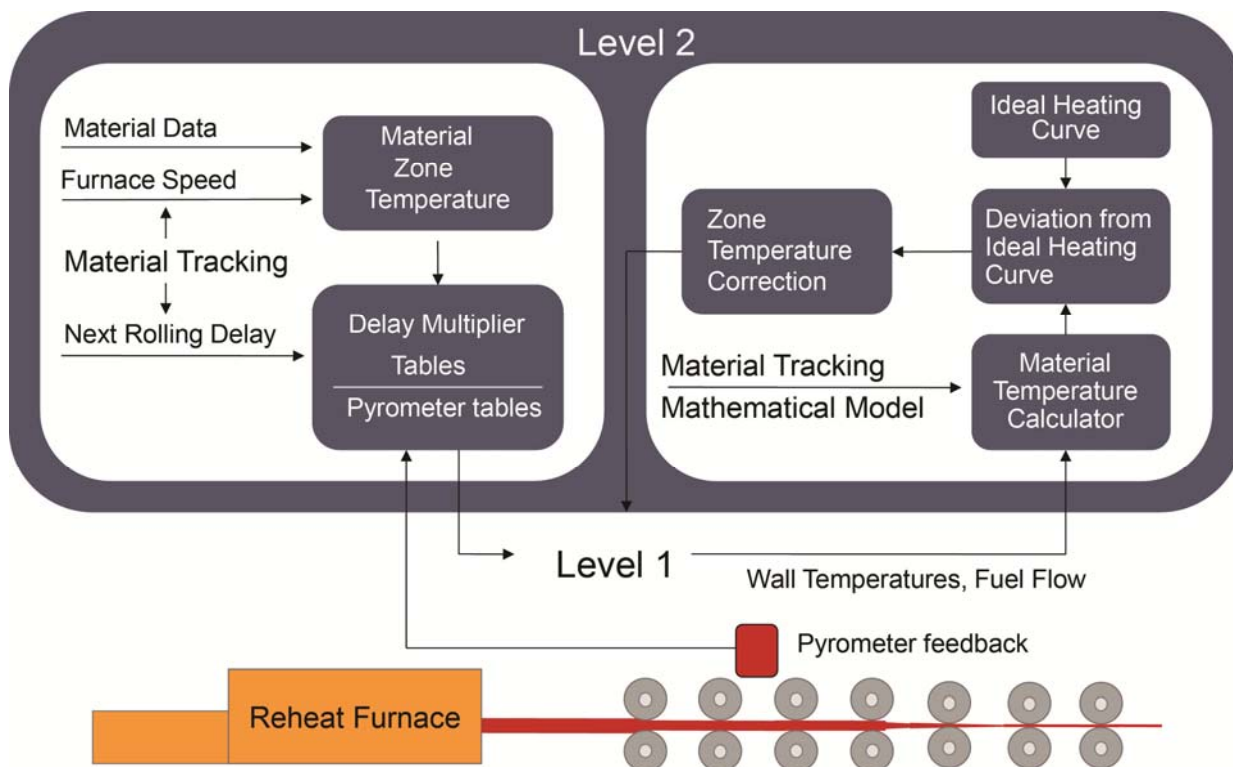 Level 2
Material Data
Furnace Speed
Material Tracking
Next Rolling Delay
Material
Zone
Temperature
Delay Multiplier
Tables
Pyrometer tables
Ideal Heating
Curve
Zone
Temperature
Correction
Deviation from
Ideal Heating
Curve
Material Tracking
Mathematical Model
Material
Temperature
Calculator
Level 1
Wall Temperatures, Fuel Flow
Pyrometer feedback
Reheat Furnace